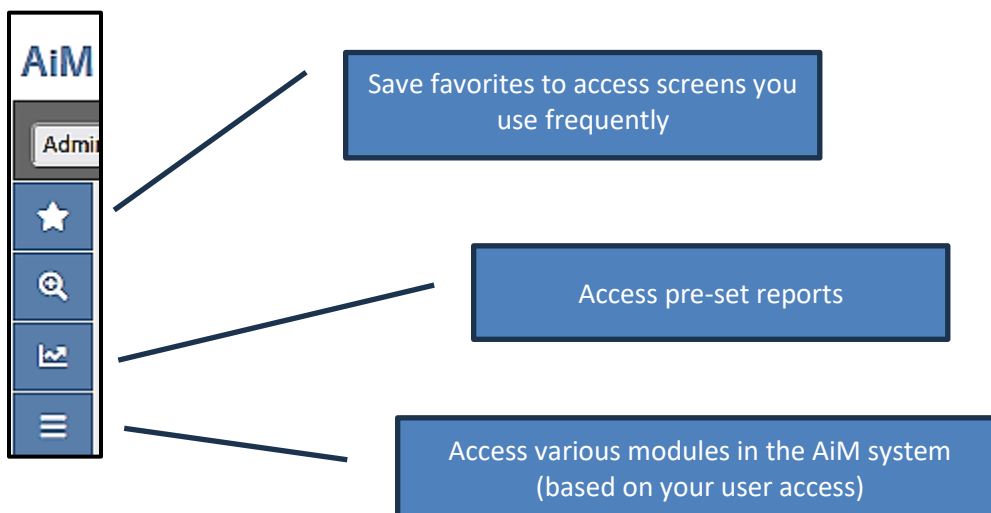 AiM
Save favorites to access screens you
use frequently
Admi
Access pre-set reports
Access various modules in the AiM system
(based on your user access)